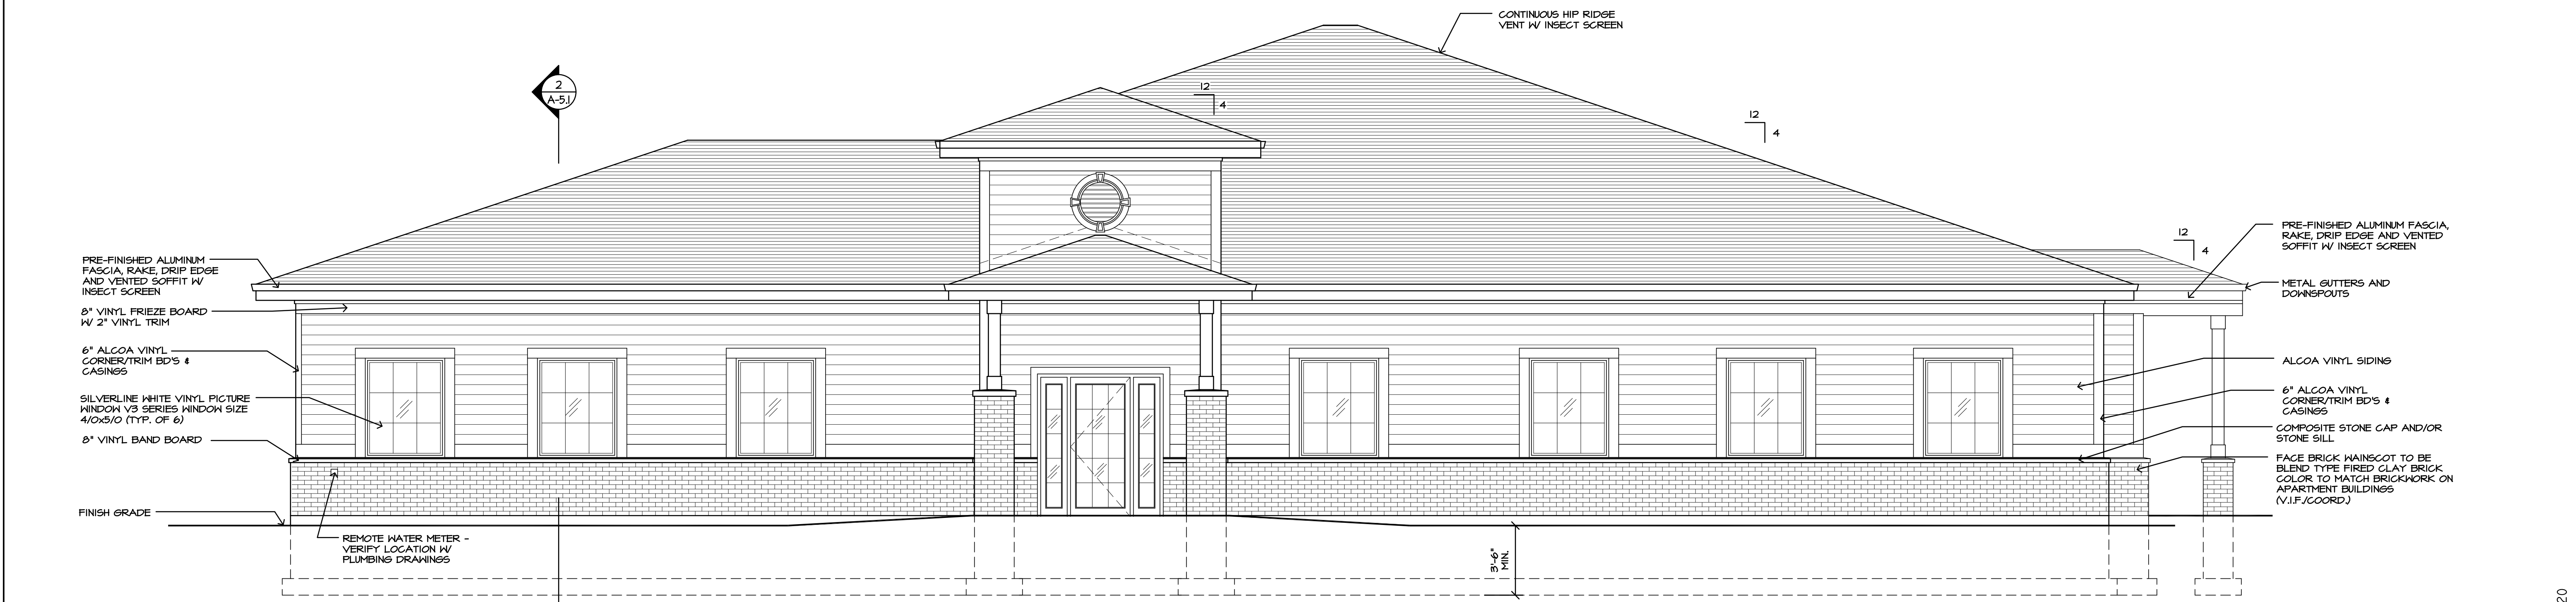 CONTINUOUS HIP RIDGE
VENT W/ INSECT SCREEN
2
A-5.1
12
4
12
4
12
4
PRE-FINISHED ALUMINUM
FASCIA, RAKE, DRIP EDGE
AND VENTED SOFFIT W/
INSECT SCREEN
8" VINYL FRIEZE BOARD
W/ 2" VINYL TRIM
6" ALCOA VINYL
CORNER/TRIM BD'S &
CASINGS
SILVERLINE WHITE VINYL PICTURE
WINDOW V3 SERIES WINDOW SIZE
4/0x5/0 (TYP. OF 6)
8" VINYL BAND BOARD
FINISH GRADE
REMOTE WATER METER -
VERIFY LOCATION W/
PLUMBING DRAWINGS
3'-6"
MIN.
PRE-FINISHED ALUMINUM FASCIA,
RAKE, DRIP EDGE AND VENTED
SOFFIT W/ INSECT SCREEN
METAL GUTTERS AND
DOWNSPOUTS
ALCOA VINYL SIDING
6" ALCOA VINYL
CORNER/TRIM BD'S &
CASINGS
COMPOSITE STONE CAP AND/OR
STONE SILL
FACE BRICK WAINSCOT TO BE
BLEND TYPE FIRED CLAY BRICK
COLOR TO MATCH BRICKWORK ON
APARTMENT BUILDINGS
(V.I.F./COORD.)
20